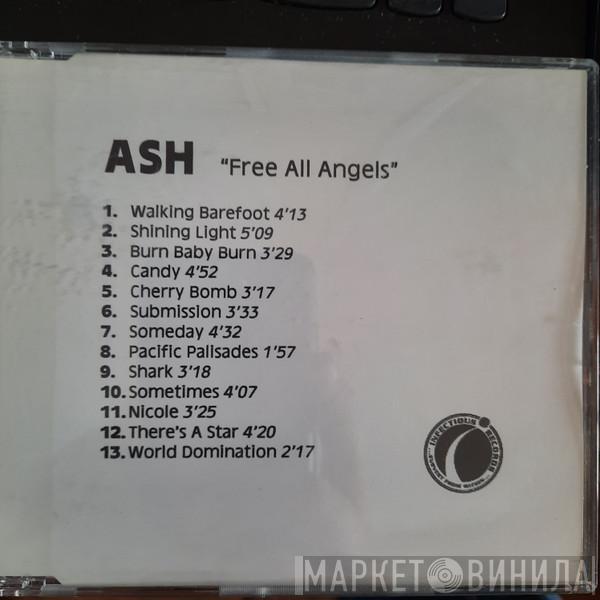 ASH "Free All Angels"
1. Walking Barefoot 4'13
2. Shining Light 5'09
3. Burn Baby Burn 3'29
4. Candy 4'52
5. Cherry Bomb 3'17
6. Submission 3'33
7. Someday 4'32
8. Pacific Palisades 1'57
9. Shark 3'18
10. Sometimes 4'07
11. Nicole 3'25
12. There's A Star 4'20
13. World Domination 2'17
INFECTIOUS RECORDS
МАРКЕТ ВИНИЛА